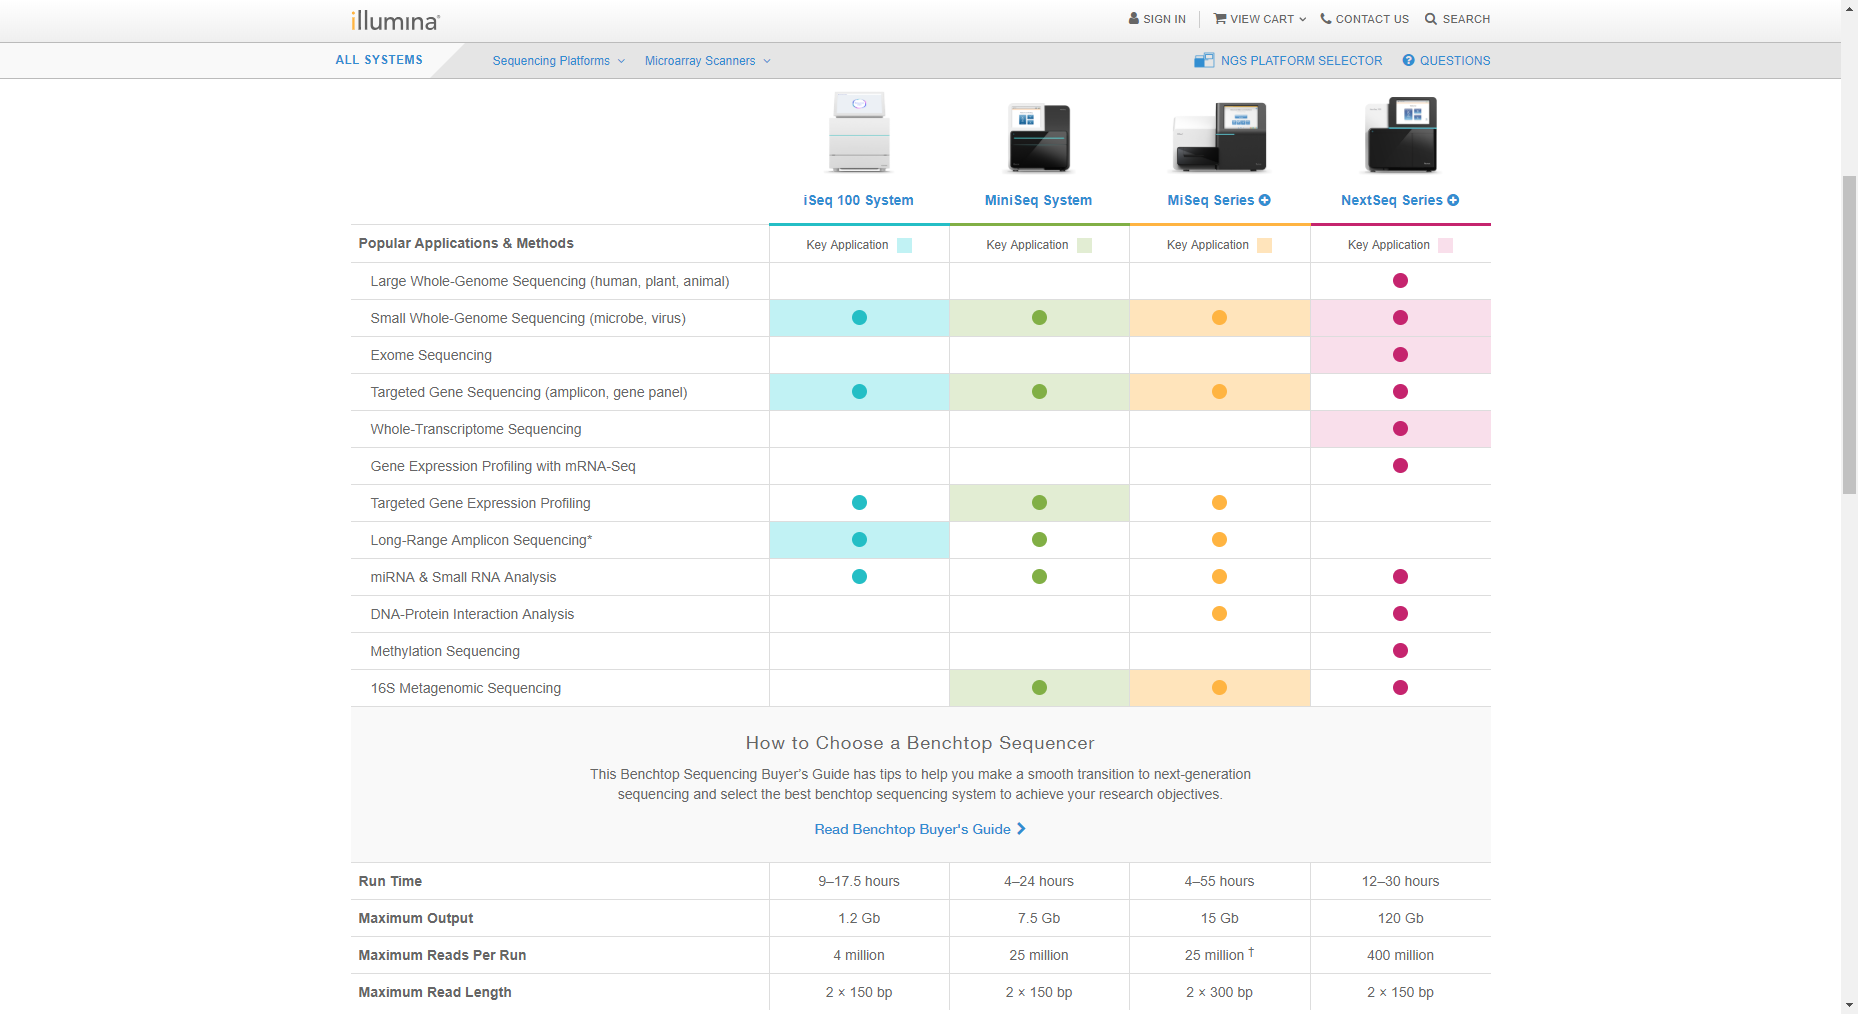 illumina®
SIGN IN
VIEW CART
CONTACT US
SEARCH
ALL SYSTEMS
Sequencing Platforms
Microarray Scanners
NGS PLATFORM SELECTOR
QUESTIONS
iSeq 100 System
MiniSeq System
MiSeq Series
NextSeq Series
Popular Applications & Methods
Key Application
Key Application
Key Application
Key Application
Large Whole-Genome Sequencing (human, plant, animal)
Small Whole-Genome Sequencing (microbe, virus)
Exome Sequencing
Targeted Gene Sequencing (amplicon, gene panel)
Whole-Transcriptome Sequencing
Gene Expression Profiling with mRNA-Seq
Targeted Gene Expression Profiling
Long-Range Amplicon Sequencing*
miRNA & Small RNA Analysis
DNA-Protein Interaction Analysis
Methylation Sequencing
16S Metagenomic Sequencing
How to Choose a Benchtop Sequencer
This Benchtop Sequencing Buyer's Guide has tips to help you make a smooth transition to next-generation
sequencing and select the best benchtop sequencing system to achieve your research objectives.
Read Benchtop Buyer's Guide
Run Time 9–17.5 hours 4–24 hours 4–55 hours 12–30 hours
Maximum Output 1.2 Gb 7.5 Gb 15 Gb 120 Gb
Maximum Reads Per Run 4 million 25 million 25 million † 400 million
Maximum Read Length 2 × 150 bp 2 × 150 bp 2 × 300 bp 2 × 150 bp